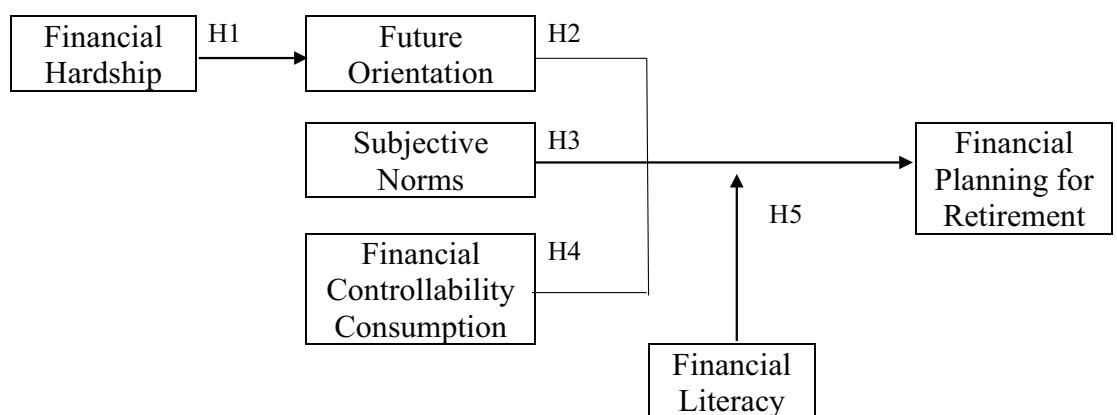 Financial
Hardship
H1
Future
Orientation
H2
Subjective
Norms
H3
Financial
Controllability
Consumption
H4
Financial
Planning for
Retirement
H5
Financial
Literacy